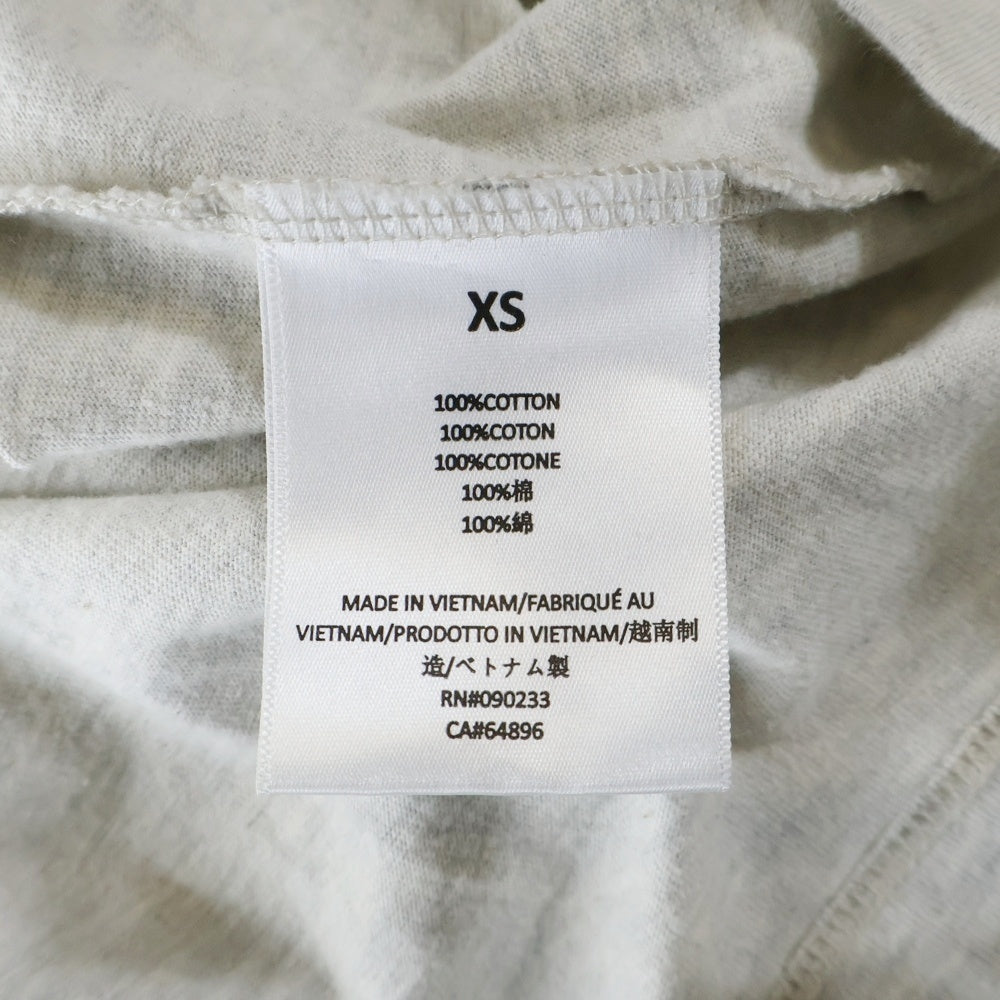 XS
100%COTTON
100%COTON
100%COTONE
100%棉
100%綿
MADE IN VIETNAM/FABRIQUÉ AU
VIETNAM/PRODOTTO IN VIETNAM/越南制
造/ベトナム製
RN#090233
CA#64896